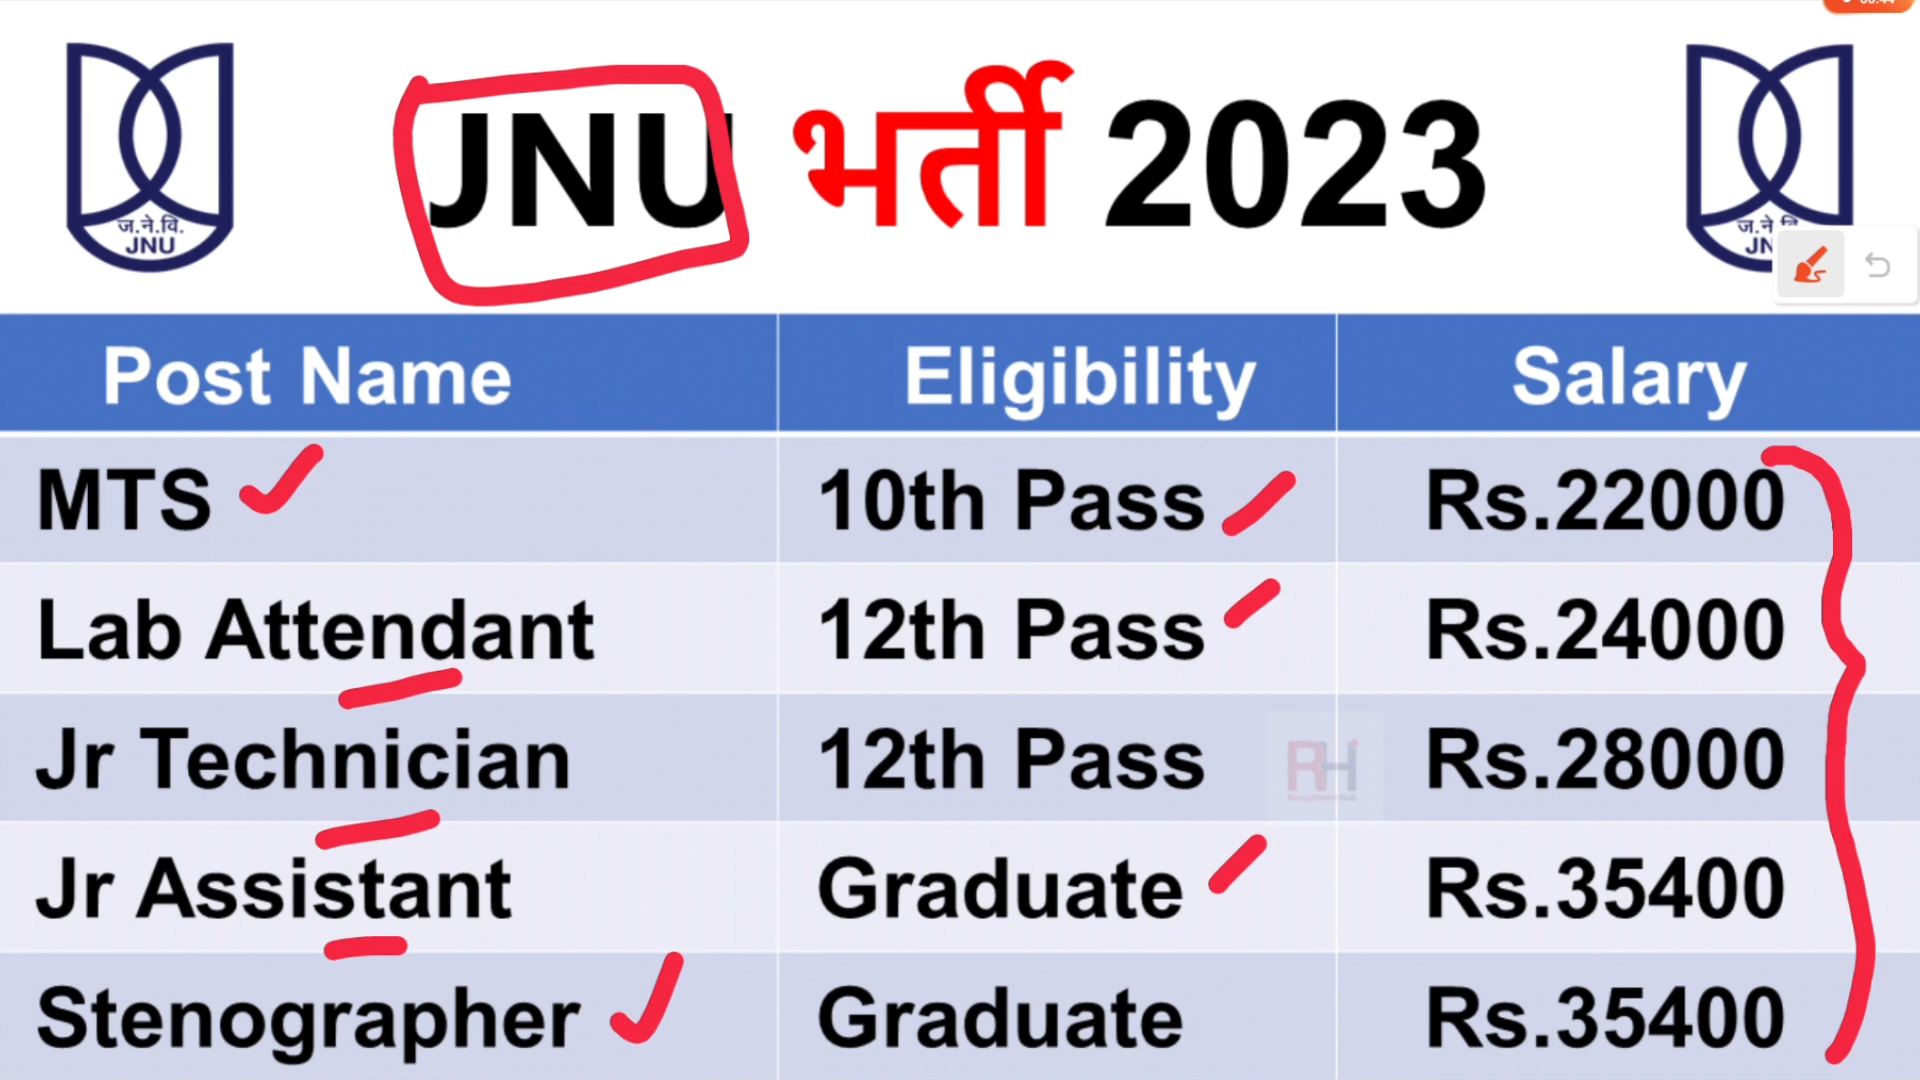 ज.ने.वि.
JNU
JNU भर्ती 2023
ज.ने
Post Name Eligibility Salary
MTS 10th Pass Rs.22000
Lab Attendant 12th Pass Rs.24000
Jr Technician 12th Pass Rs.28000
RH
Jr Assistant Graduate Rs.35400
Stenographer Graduate Rs.35400